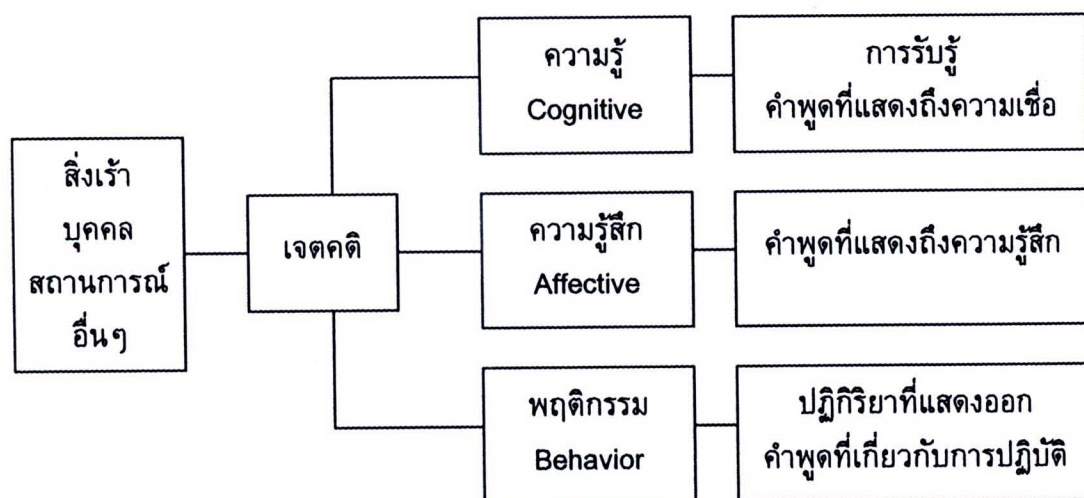 สิ่งเร้า
บุคคล
สถานการณ์
อื่นๆ
เจตคติ
ความรู้
Cognitive
การรับรู้
คำพูดที่แสดงถึงความเชื่อ
ความรู้สึก
Affective
คำพูดที่แสดงถึงความรู้สึก
พฤติกรรม
Behavior
ปฏิกิริยาที่แสดงออก
คำพูดที่เกี่ยวกับการปฏิบัติ